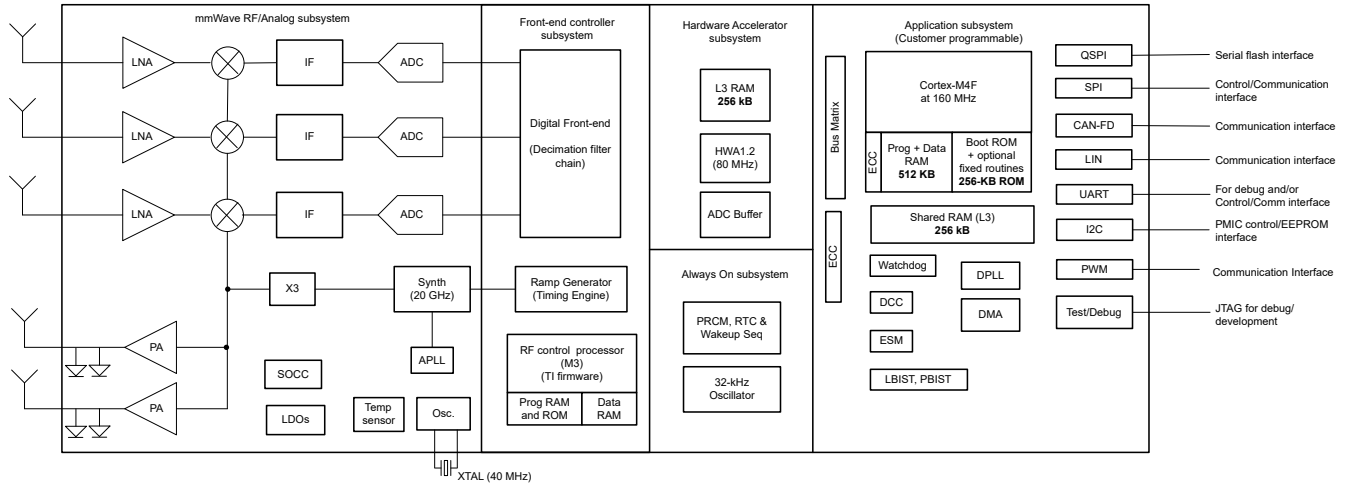 mmWave RF/Analog subsystem
LNA
IF
ADC
LNA
IF
ADC
LNA
IF
ADC
X3
Synth
(20 GHz)
PA
APLL
SOCC
PA
LDOs
Temp
sensor
Osc.
XTAL (40 MHz)
Front-end controller
subsystem
Digital Front-end
(Decimation filter
chain)
Ramp Generator
(Timing Engine)
RF control processor
(M3)
(TI firmware)
Prog RAM
and ROM
Data
RAM
Hardware Accelerator
subsystem
L3 RAM
256 kB
HWA1.2
(80 MHz)
ADC Buffer
Always On subsystem
PRCM, RTC &
Wakeup Seq
32-kHz
Oscillator
Application subsystem
(Customer programmable)
Bus Matrix
Cortex-M4F
at 160 MHz
ECC
Prog + Data
RAM
512 KB
Boot ROM
+ optional
fixed routines
256-KB ROM
ECC
Shared RAM (L3)
256 kB
Watchdog
DPLL
DCC
DMA
ESM
LBIST, PBIST
QSPI
Serial flash interface
SPI
Control/Communication
interface
CAN-FD
Communication interface
LIN
Communication interface
UART
For debug and/or
Control/Comm interface
I2C
PMIC control/EEPROM
interface
PWM
Communication Interface
Test/Debug
JTAG for debug/
development